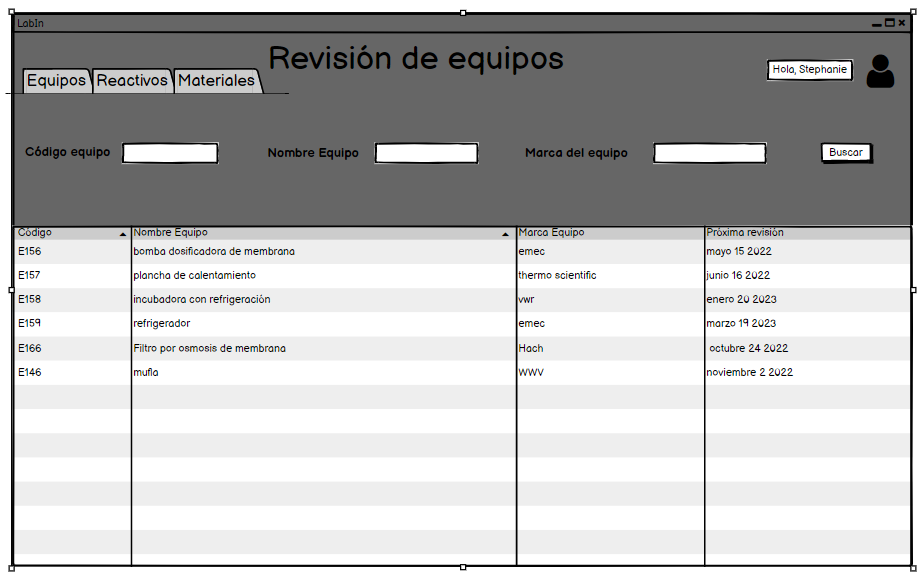 LabIn
Revisión de equipos
Equipos Reactivos Materiales
Hola, Stephanie
Código equipo Nombre Equipo Marca del equipo Buscar
Código Nombre Equipo Marca Equipo Próxima revisión
E156 bomba dosificadora de membrana emec mayo 15 2022
E157 plancha de calentamiento thermo scientific junio 16 2022
E158 incubadora con refrigeración vwr enero 20 2023
E159 refrigerador emec marzo 19 2023
E166 Filtro por osmosis de membrana Hach octubre 24 2022
E146 mufla WWV noviembre 2 2022